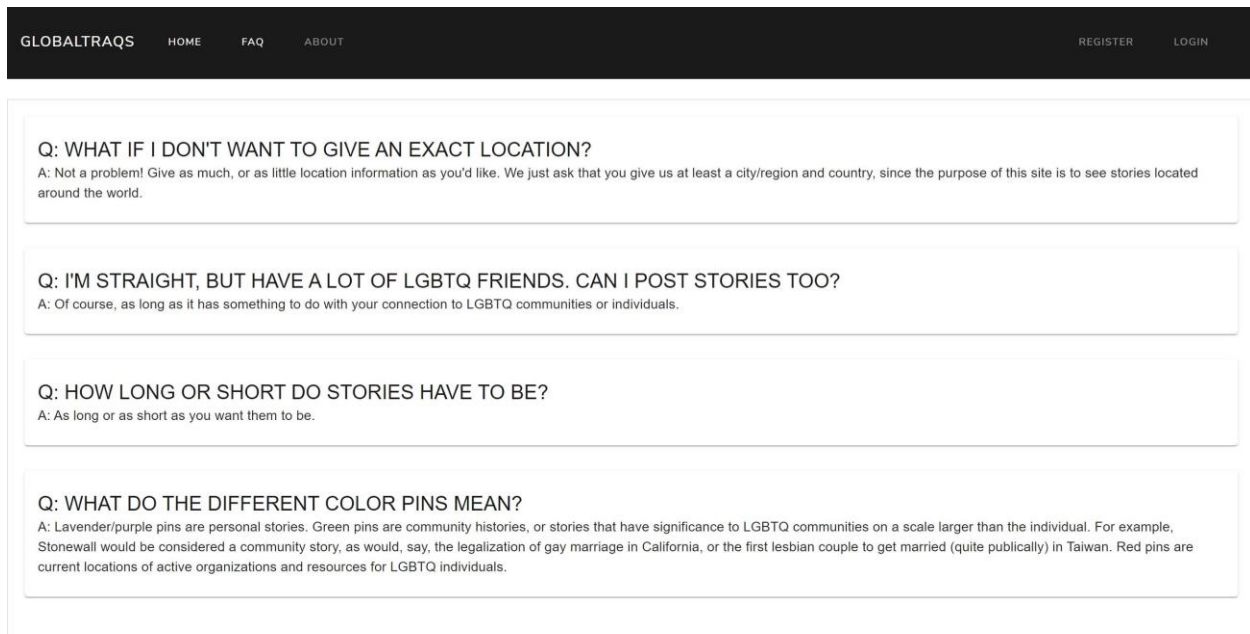 GLOBALTRAQS HOME FAQ ABOUT REGISTER LOGIN
Q: WHAT IF I DON'T WANT TO GIVE AN EXACT LOCATION?
A: Not a problem! Give as much, or as little location information as you'd like. We just ask that you give us at least a city/region and country, since the purpose of this site is to see stories located
around the world.
Q: I'M STRAIGHT, BUT HAVE A LOT OF LGBTQ FRIENDS. CAN I POST STORIES TOO?
A: Of course, as long as it has something to do with your connection to LGBTQ communities or individuals.
Q: HOW LONG OR SHORT DO STORIES HAVE TO BE?
A: As long or as short as you want them to be.
Q: WHAT DO THE DIFFERENT COLOR PINS MEAN?
A: Lavender/purple pins are personal stories. Green pins are community histories, or stories that have significance to LGBTQ communities on a scale larger than the individual. For example,
Stonewall would be considered a community story, as would, say, the legalization of gay marriage in California, or the first lesbian couple to get married (quite publically) in Taiwan. Red pins are
current locations of active organizations and resources for LGBTQ individuals.